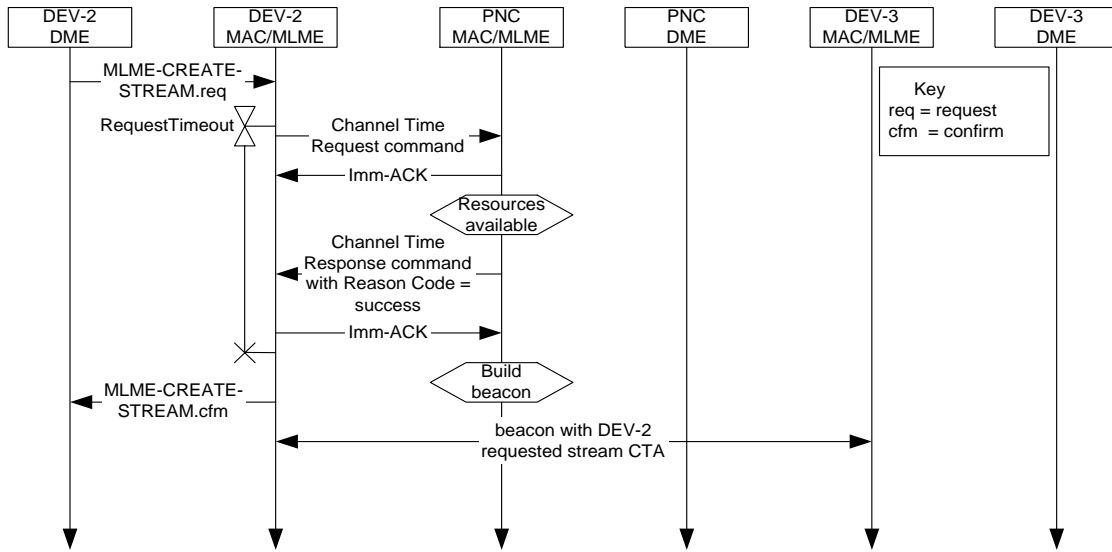 DEV-2
DME
DEV-2
MAC/MLME
PNC
MAC/MLME
PNC
DME
DEV-3
MAC/MLME
DEV-3
DME
MLME-CREATE-
STREAM.req
Key
req = request
cfm  = confirm
RequestTimeout
Channel Time
Request command
Imm-ACK
Resources
available
Channel Time
Response command
with Reason Code =
success
Imm-ACK
Build
beacon
MLME-CREATE-
STREAM.cfm
beacon with DEV-2
requested stream CTA